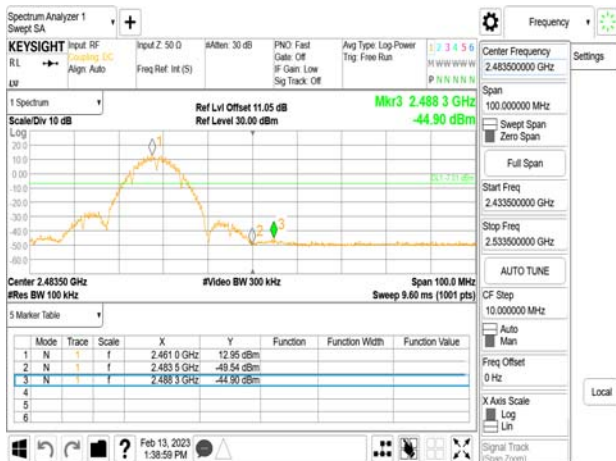 Spectrum Analyzer 1
Swept SA
Frequency
KEYSIGHT
Input: RF
Coupling: DC
Align: Auto
Input Z: 50 Ω
Freq Ref: Int (S)
#Atten: 30 dB
PNO: Fast
Gate: Off
IF Gain: Low
Sig Track: Off
Avg Type: Log-Power
Trig: Free Run
1 2 3 4 5 6
M W W W W W
P N N N N N
RL
1 Spectrum
Scale/Div 10 dB
Ref Lvl Offset 11.05 dB
Ref Level 30.00 dBm
Mkr3 2.488 3 GHz
-44.90 dBm
Log
20.0
10.0
0.00
-10.0
-20.0
-30.0
-40.0
-50.0
-60.0
1
2
3
Center 2.48350 GHz
#Res BW 100 kHz
#Video BW 300 kHz
Span 100.0 MHz
Sweep 9.60 ms (1001 pts)
5 Marker Table
Mode Trace Scale X Y Function Function Width Function Value
1 N 1 f 2.461 0 GHz 12.95 dBm
2 N 1 f 2.483 5 GHz -49.54 dBm
3 N 1 f 2.488 3 GHz -44.90 dBm
4
5
6
Feb 13, 2023
1:38:59 PM
Center Frequency
2.483500000 GHz
Span
100.000000 MHz
Swept Span
Zero Span
Full Span
Start Freq
2.433500000 GHz
Stop Freq
2.533500000 GHz
AUTO TUNE
CF Step
10.000000 MHz
Auto
Man
Freq Offset
0 Hz
X Axis Scale
Log
Lin
Signal Track
(Span Zoom)
Settings
Local